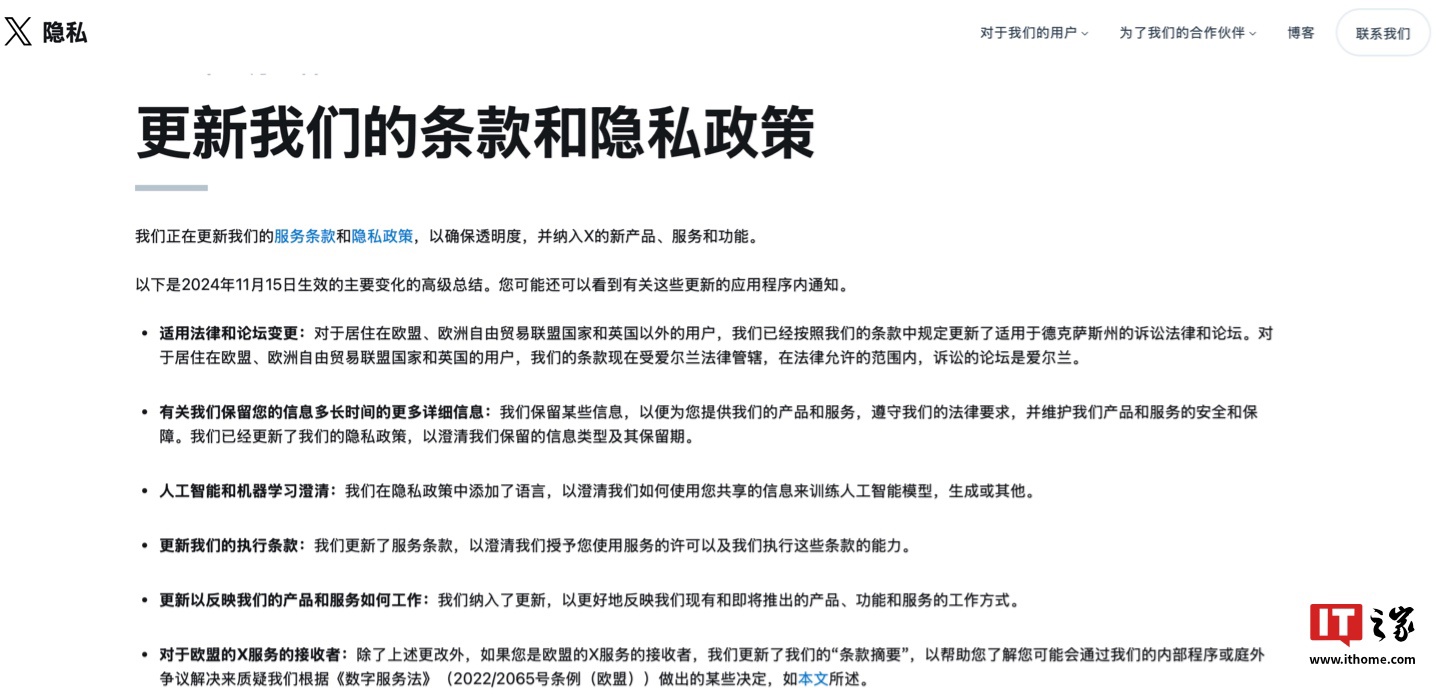 X 隐私
对于我们的用户
为了我们的合作伙伴
博客
联系我们
更新我们的条款和隐私政策
我们正在更新我们的服务条款和隐私政策，以确保透明度，并纳入X的新产品、服务和功能。
以下是2024年11月15日生效的主要变化的高级总结。您可能还可以看到有关这些更新的应用程序内通知。
• 适用法律和论坛变更：对于居住在欧盟、欧洲自由贸易联盟国家和英国以外的用户，我们已经按照我们的条款中规定更新了适用于德克萨斯州的诉讼法律和论坛。对
于居住在欧盟、欧洲自由贸易联盟国家和英国的用户，我们的条款现在受爱尔兰法律管辖，在法律允许的范围内，诉讼的论坛是爱尔兰。
• 有关我们保留您的信息多长时间的更多详细信息：我们保留某些信息，以便为您提供我们的产品和服务，遵守我们的法律要求，并维护我们产品和服务的安全和保
障。我们已经更新了我们的隐私政策，以澄清我们保留的信息类型及其保留期。
• 人工智能和机器学习澄清：我们在隐私政策中添加了语言，以澄清我们如何使用您共享的信息来训练人工智能模型，生成或其他。
• 更新我们的执行条款：我们更新了服务条款，以澄清我们授予您使用服务的许可以及我们执行这些条款的能力。
• 更新以反映我们的产品和服务如何工作：我们纳入了更新，以更好地反映我们现有和即将推出的产品、功能和服务的工作方式。
• 对于欧盟的X服务的接收者：除了上述更改外，如果您是欧盟的X服务的接收者，我们更新了我们的“条款摘要”，以帮助您了解您可能会通过我们的内部程序或庭外
争议解决来质疑我们根据《数字服务法》（2022/2065号条例（欧盟））做出的某些决定，如本文所述。
IT之家
www.ithome.com